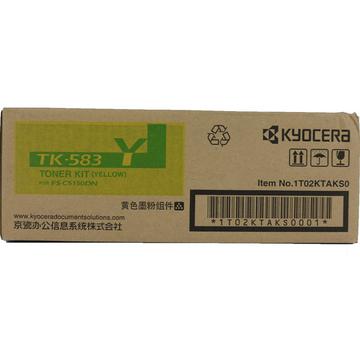 KYOCERA
TK-583
Y
TONER KIT (YELLOW)
FOR FS-C5150DN
Item No.1T02KTAKS0
黄色墨粉组件
www.kyoceradocumentsolutions.com
京瓷办公信息系统株式会社
*1T02KTAKS0001*